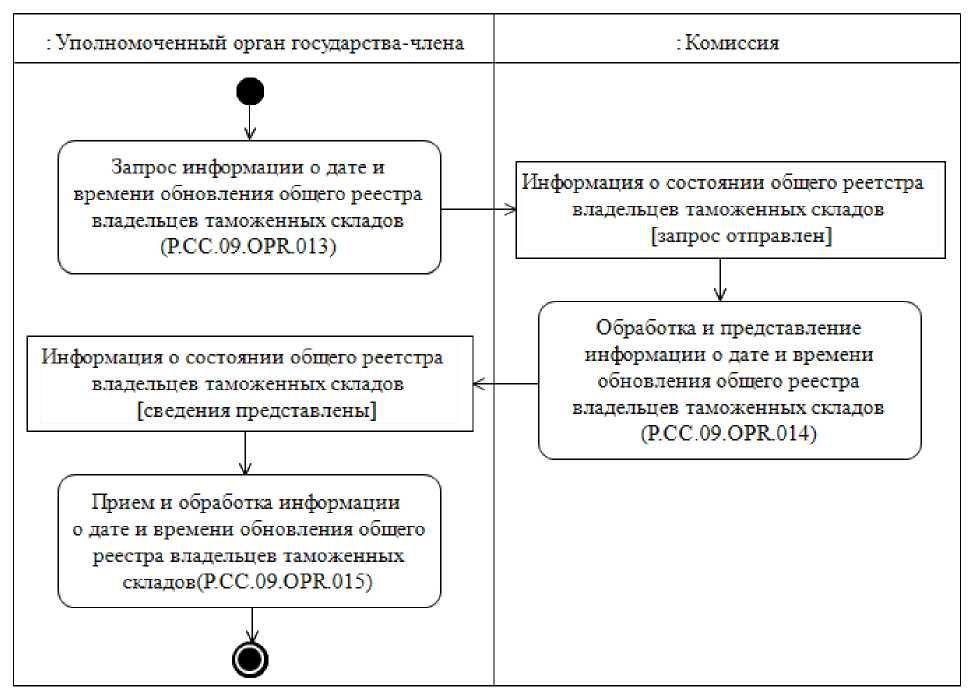 : Уполномоченный орган государства-члена
: Комиссия
Запрос информации о дате и
времени обновления общего реестра
владельцев таможенных складов
(P.CC.09.OPR.013)
Информация о состоянии общего реетстра
владельцев таможенных складов
[запрос отправлен]
Обработка и представление
информации о дате и времени
обновления общего реестра
владельцев таможенных складов
(P.CC.09.OPR.014)
Информация о состоянии общего реетстра
владельцев таможенных складов
[сведения представлены]
Прием и обработка информации
о дате и времени обновления общего
реестра владельцев таможенных
складов(P.CC.09.OPR.015)